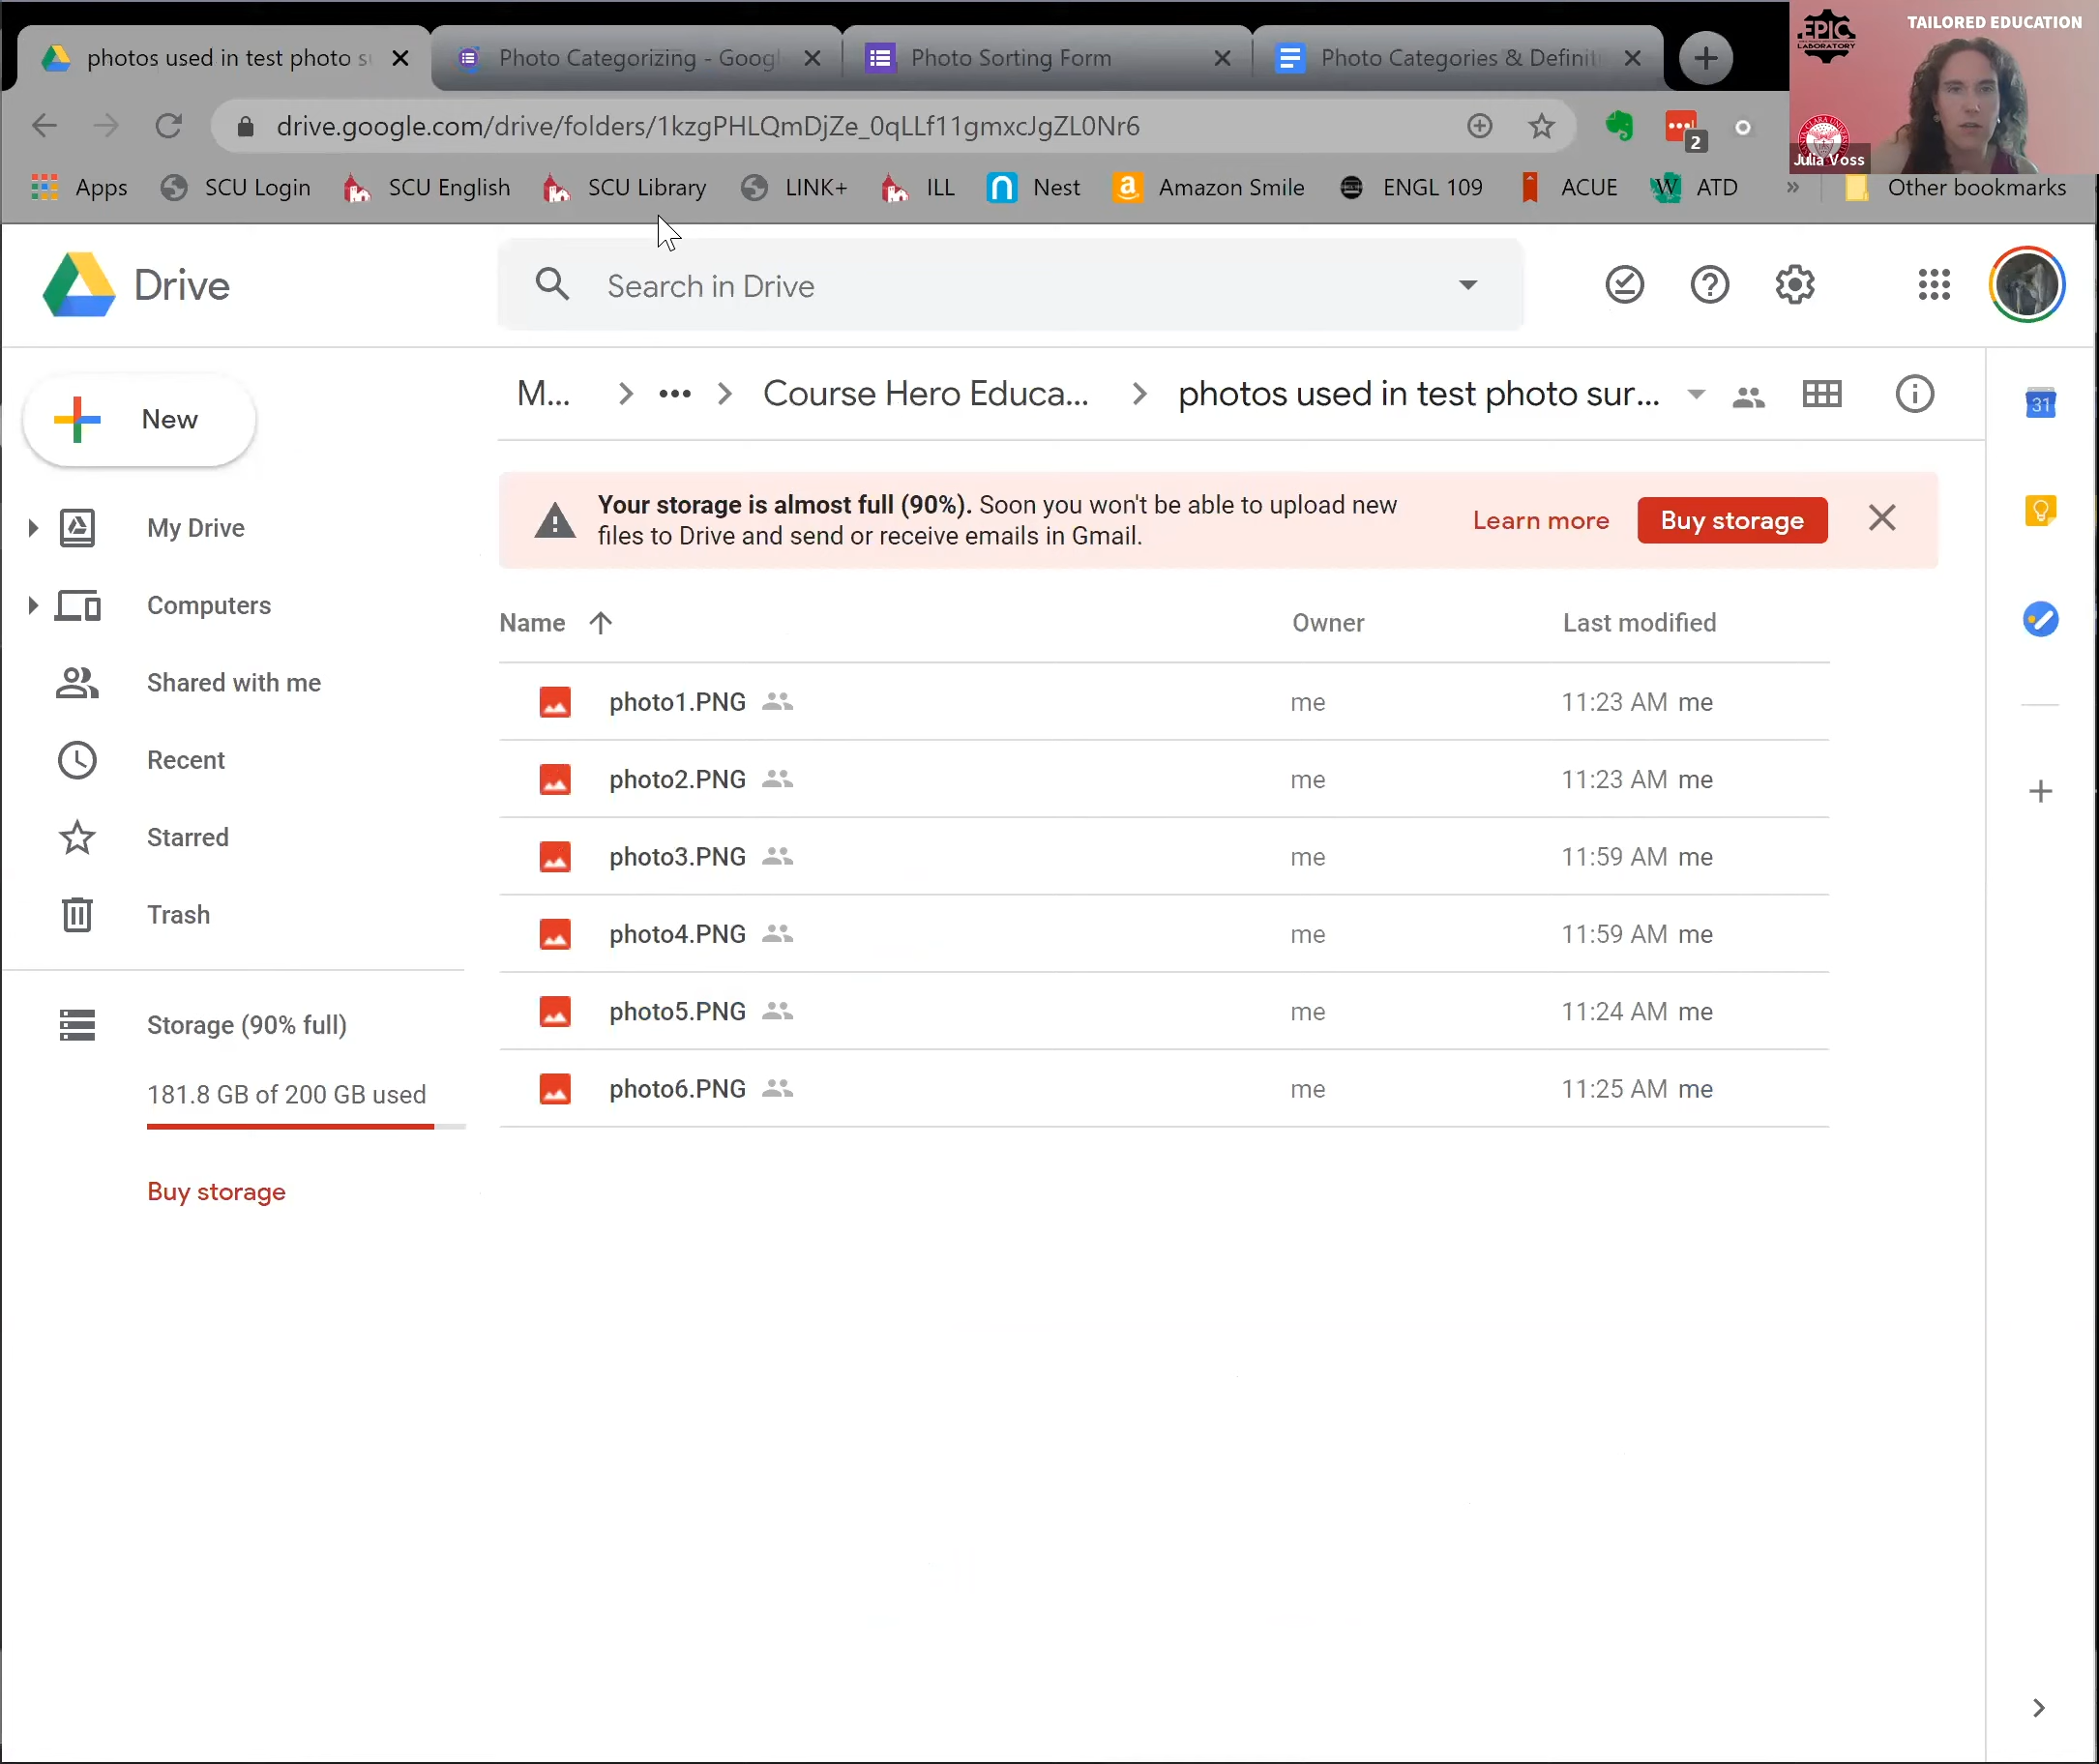 photos used in test photo s
Photo Categorizing - Goog
Photo Sorting Form
Photo Categories & Definit
EPIC
LABORATORY
TAILORED EDUCATION
drive.google.com/drive/folders/1kzgPHLQmDjZe_0qLLf11gmxcJgZL0Nr6
2
Julia Voss
Apps
SCU Login
SCU English
SCU Library
LINK+
ILL
Nest
Amazon Smile
ENGL 109
ACUE
ATD
»
Other bookmarks
Drive
Search in Drive
New
M... > ... > Course Hero Educa... > photos used in test photo sur...
31
Your storage is almost full (90%). Soon you won't be able to upload new
files to Drive and send or receive emails in Gmail.
Learn more
Buy storage
My Drive
Computers
Shared with me
Recent
Starred
Trash
Storage (90% full)
181.8 GB of 200 GB used
Buy storage
Name Owner Last modified
photo1.PNG me 11:23 AM me
photo2.PNG me 11:23 AM me
photo3.PNG me 11:59 AM me
photo4.PNG me 11:59 AM me
photo5.PNG me 11:24 AM me
photo6.PNG me 11:25 AM me